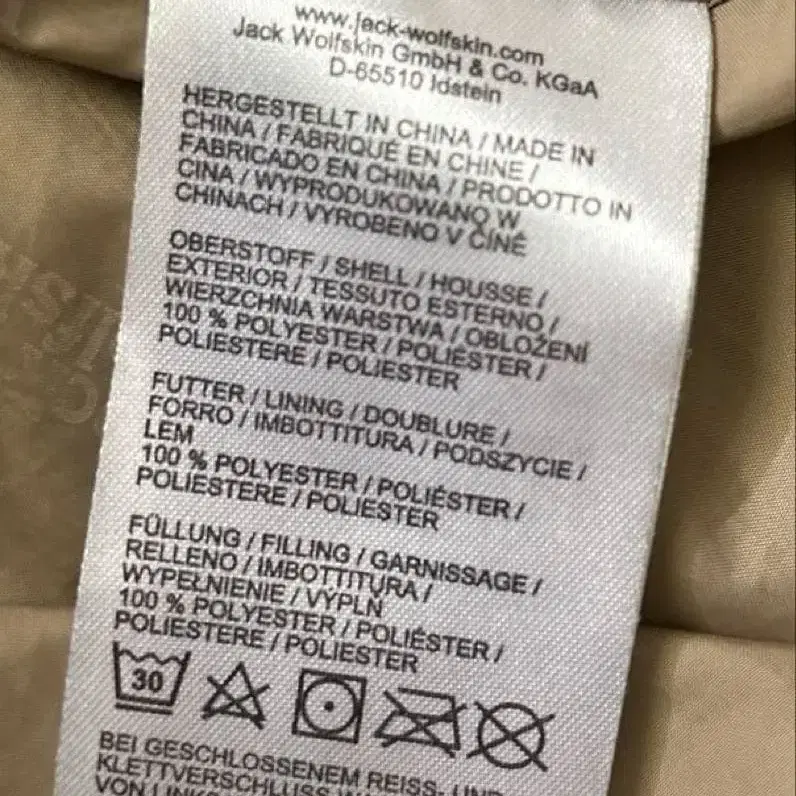 www.jack-wolfskin.com
Jack Wolfskin GmbH & Co. KGaA
D-65510 Idstein
HERGESTELLT IN CHINA / MADE IN
CHINA / FABRIQUÉ EN CHINE /
FABRICADO EN CHINA / PRODOTTO IN
CINA / WYPRODUKOWANO W
CHINACH / VYROBENO V ČÍNĚ
OBERSTOFF / SHELL / HOUSSE /
EXTERIOR / TESSUTO ESTERNO /
WIERZCHNIA WARSTWA / OBLOŽENÍ
100 % POLYESTER / POLIÉSTER /
POLIESTERE / POLIESTER
FUTTER / LINING / DOUBLURE /
FORRO / IMBOTTITURA / PODSZYCIE /
LEM
100 % POLYESTER / POLIÉSTER /
POLIESTERE / POLIESTER
FÜLLUNG / FILLING / GARNISSAGE /
RELLENO / IMBOTTITURA /
WYPEŁNIENIE / VÝPLŇ
100 % POLYESTER / POLIÉSTER /
POLIESTERE / POLIESTER
30
BEI GESCHLOSSENEM REISS- UND
KLETTVERSCHLUSS
VON LINKS